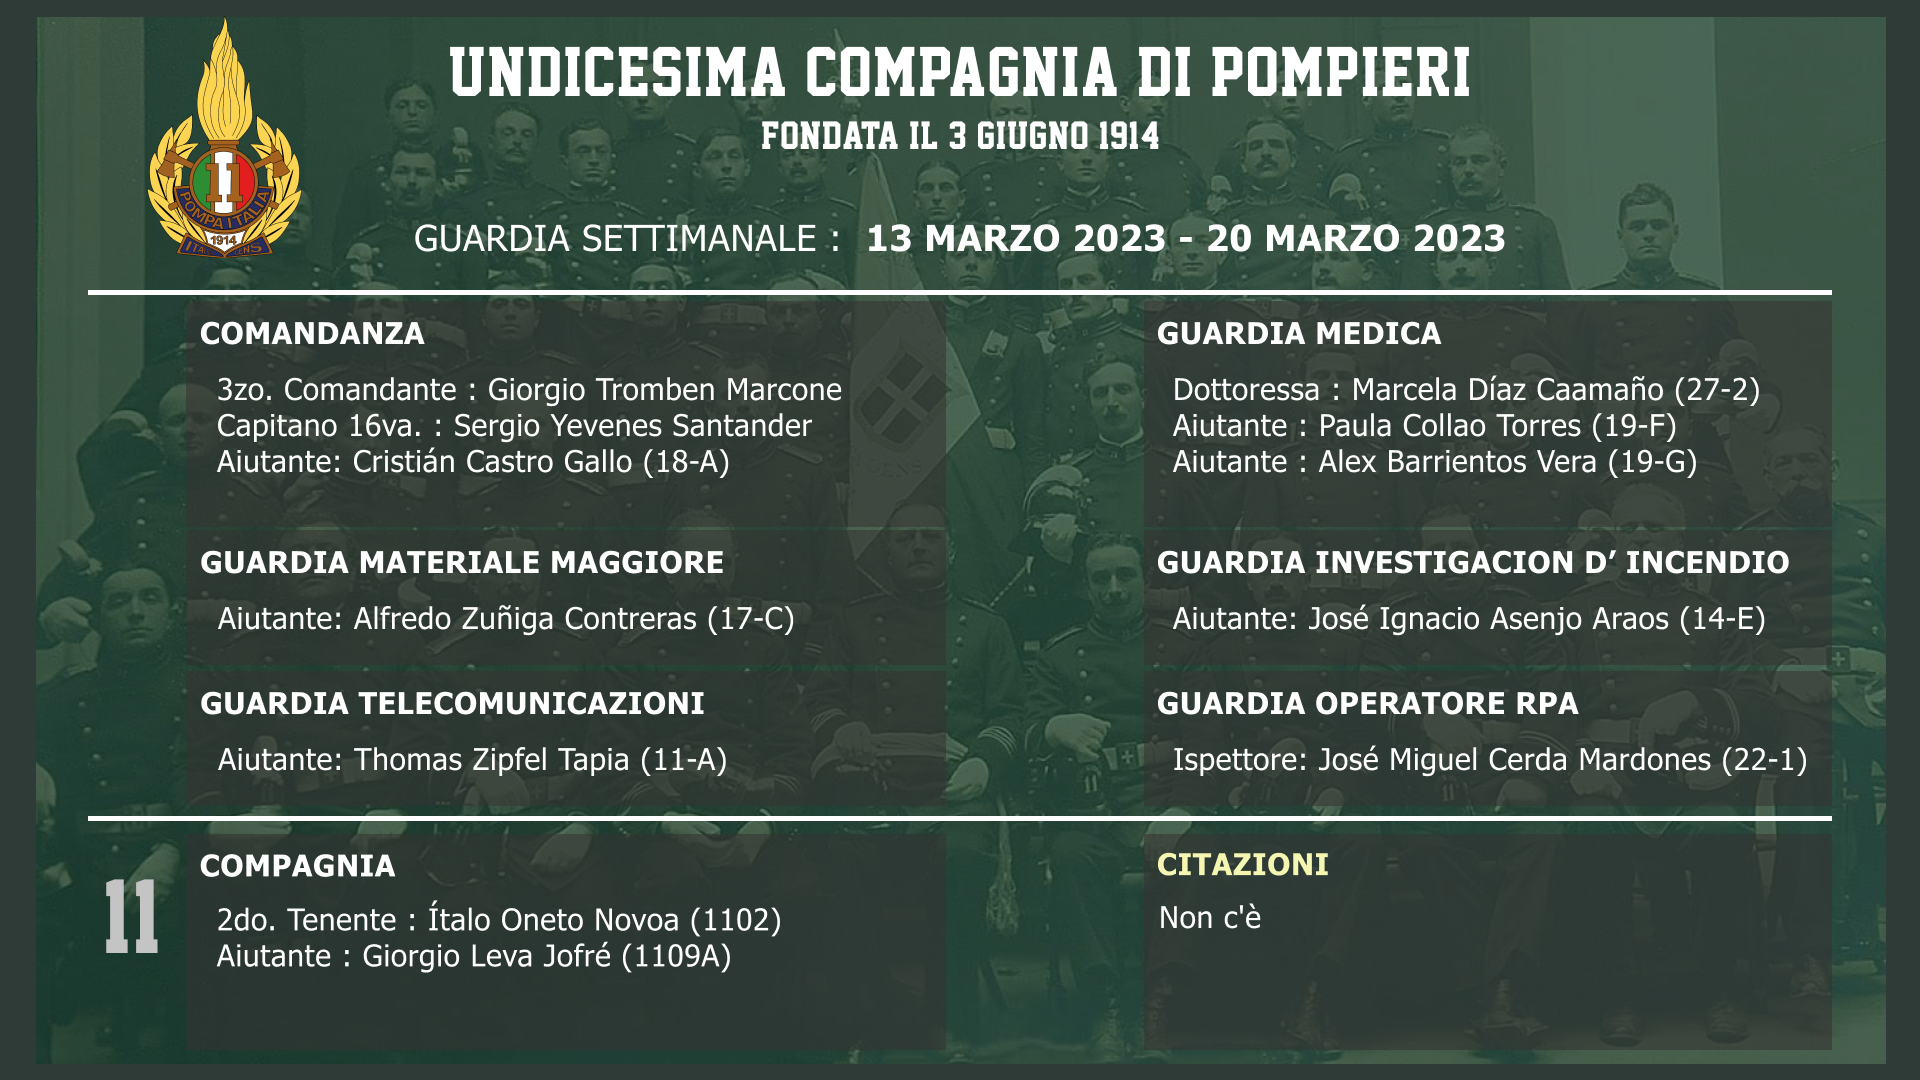 UNDICESIMA COMPAGNIA DI POMPIERI
FONDATA IL 3 GIUGNO 1914
11
POMPA ITALIA
1914
GUARDIA SETTIMANALE : 13 MARZO 2023 - 20 MARZO 2023
COMANDANZA
3zo. Comandante : Giorgio Tromben Marcone
Capitano 16va. : Sergio Yevenes Santander
Aiutante: Cristián Castro Gallo (18-A)
GUARDIA MEDICA
Dottoressa : Marcela Díaz Caamaño (27-2)
Aiutante : Paula Collao Torres (19-F)
Aiutante : Alex Barrientos Vera (19-G)
GUARDIA MATERIALE MAGGIORE
Aiutante: Alfredo Zuñiga Contreras (17-C)
GUARDIA INVESTIGACION D’ INCENDIO
Aiutante: José Ignacio Asenjo Araos (14-E)
GUARDIA TELECOMUNICAZIONI
Aiutante: Thomas Zipfel Tapia (11-A)
GUARDIA OPERATORE RPA
Ispettore: José Miguel Cerda Mardones (22-1)
11
COMPAGNIA
2do. Tenente : Ítalo Oneto Novoa (1102)
Aiutante : Giorgio Leva Jofré (1109A)
CITAZIONI
Non c'è